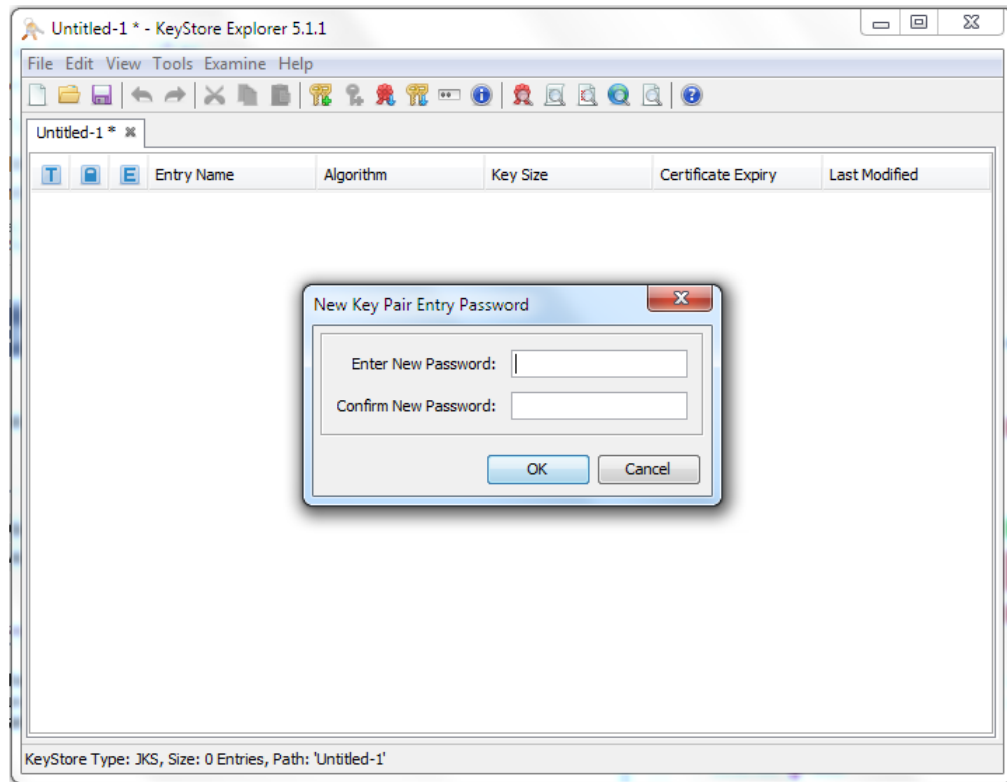 Untitled-1 * - KeyStore Explorer 5.1.1
File Edit View Tools Examine Help
Untitled-1 *
T E Entry Name Algorithm Key Size Certificate Expiry Last Modified
New Key Pair Entry Password
Enter New Password:
Confirm New Password:
OK Cancel
KeyStore Type: JKS, Size: 0 Entries, Path: 'Untitled-1'